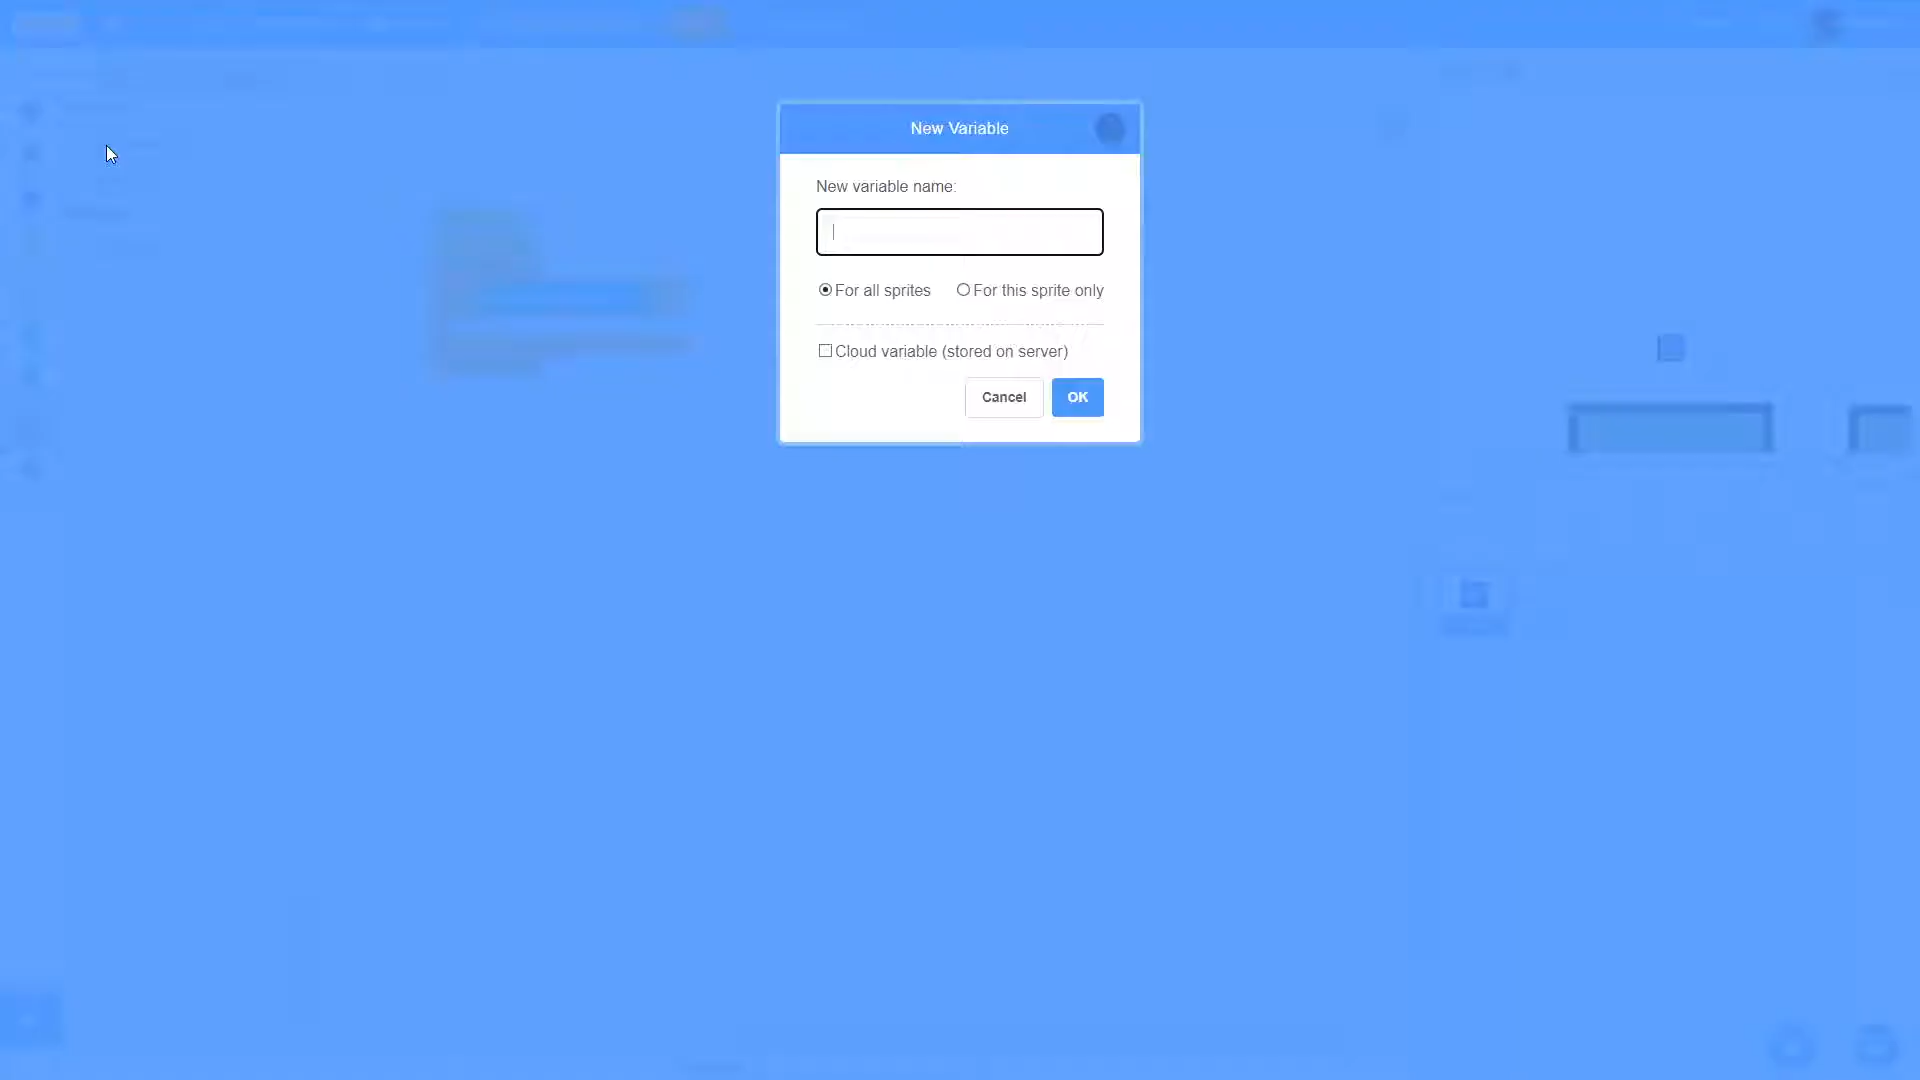 New Variable
New variable name:
For all sprites
For this sprite only
Cloud variable (stored on server)
Cancel
OK